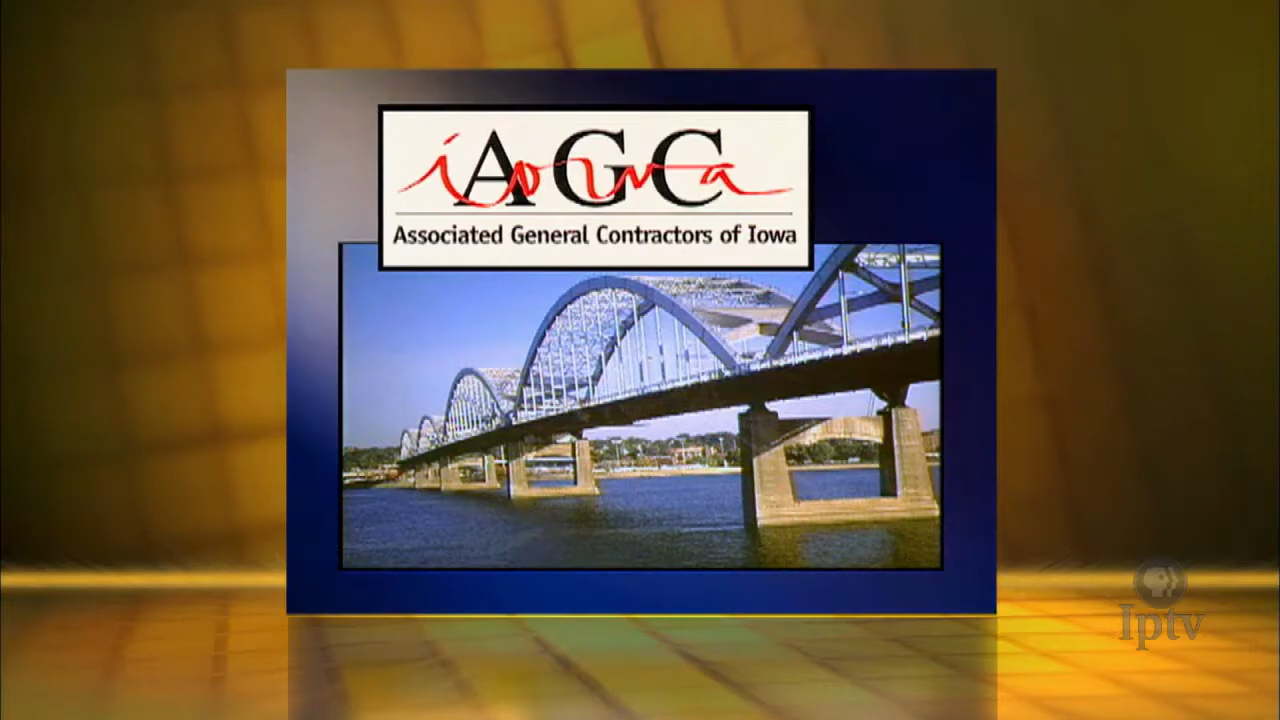 iowa
AGC
Associated General Contractors of Iowa
Iptv